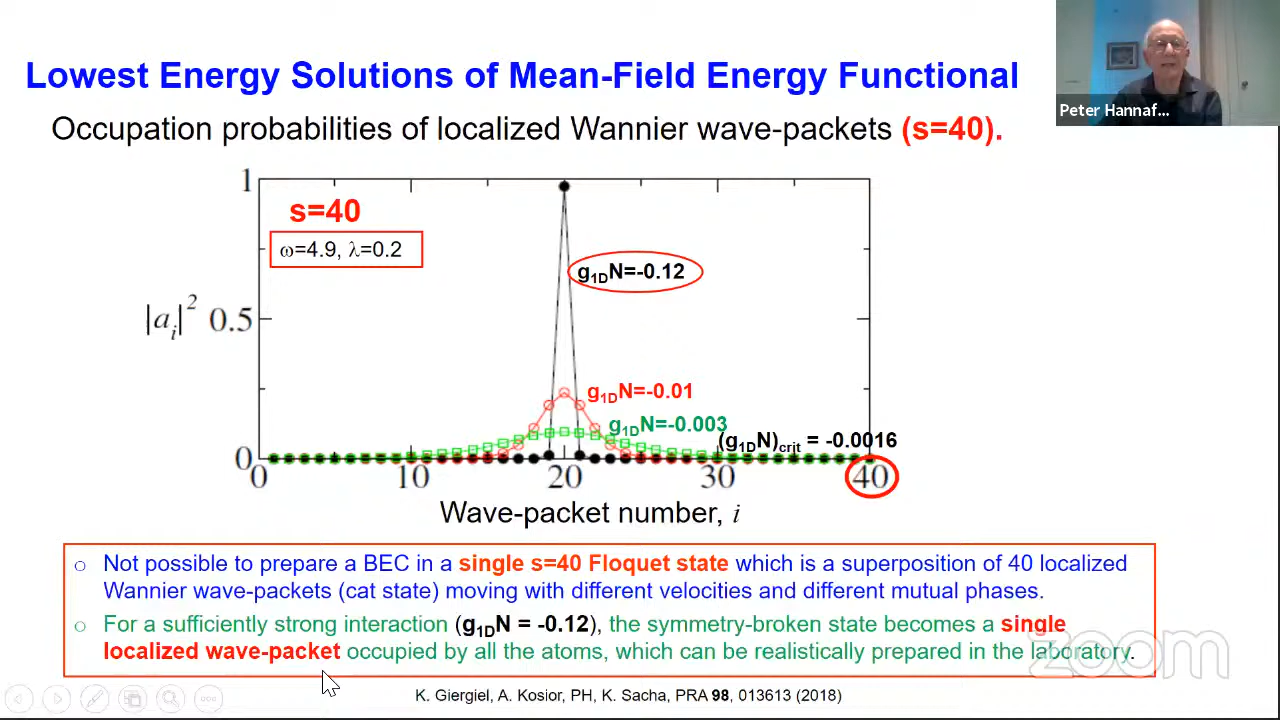 Lowest Energy Solutions of Mean-Field Energy Functional
Occupation probabilities of localized Wannier wave-packets (s=40).
Peter Hannaf...
1
s=40
ω=4.9, λ=0.2
g1DN=-0.12
|ai|² 0.5
g1DN=-0.01
g1DN=-0.003
(g1DN)crit = -0.0016
0
0 10 20 30 40
Wave-packet number, i
○ Not possible to prepare a BEC in a single s=40 Floquet state which is a superposition of 40 localized
Wannier wave-packets (cat state) moving with different velocities and different mutual phases.
○ For a sufficiently strong interaction (g1DN = -0.12), the symmetry-broken state becomes a single
localized wave-packet occupied by all the atoms, which can be realistically prepared in the laboratory.
zoom
K. Giergiel, A. Kosior, PH, K. Sacha, PRA 98, 013613 (2018)